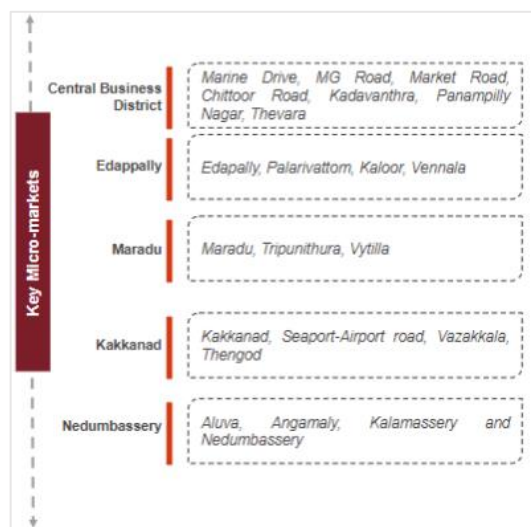 Key Micro-markets
Central Business
District
Marine Drive, MG Road, Market Road,
Chittoor Road, Kadavanthra, Panampilly
Nagar, Thevara
Edappally
Edapally, Palarivattom, Kaloor, Vennala
Maradu
Maradu, Tripunithura, Vytilla
Kakkanad
Kakkanad, Seaport-Airport road, Vazakkala,
Thengod
Nedumbassery
Aluva, Angamaly, Kalamassery and
Nedumbassery